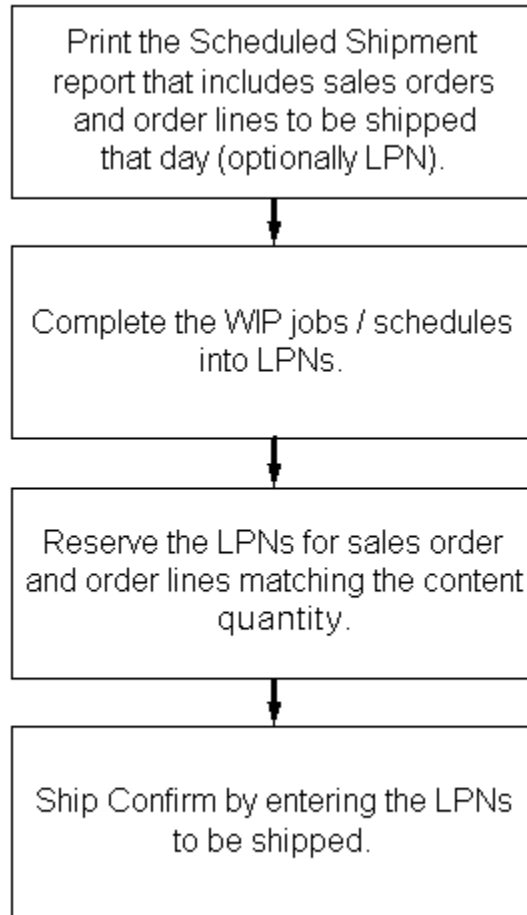 Print the Scheduled Shipment
report that includes sales orders
and order lines to be shipped
that day (optionally LPN).
Complete the WIP jobs / schedules
into LPNs.
Reserve the LPNs for sales order
and order lines matching the content
quantity.
Ship Confirm by entering the LPNs
to be shipped.